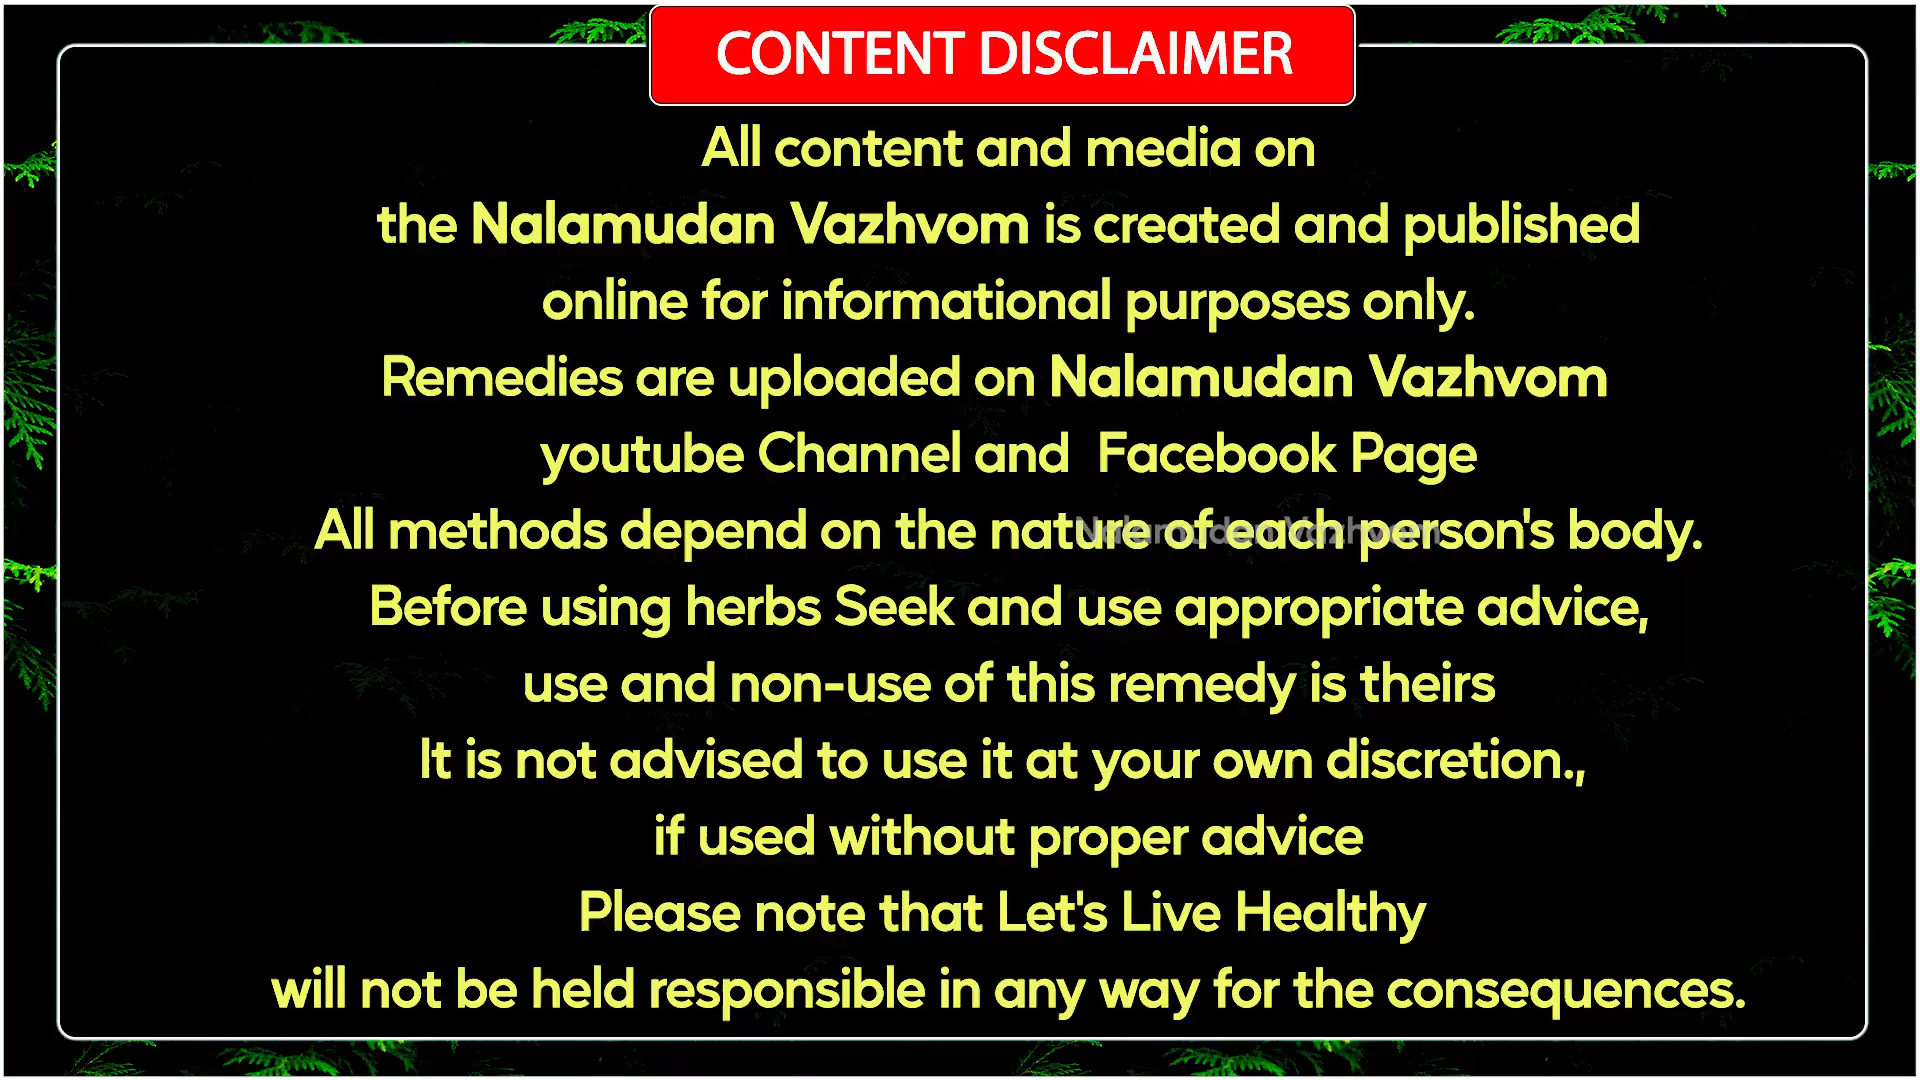 CONTENT DISCLAIMER
All content and media on
the Nalamudan Vazhvom is created and published
online for informational purposes only.
Remedies are uploaded on Nalamudan Vazhvom
youtube Channel and  Facebook Page
All methods depend on the nature of each person's body.
Nalamudan Vazhvom
Before using herbs Seek and use appropriate advice,
use and non-use of this remedy is theirs
It is not advised to use it at your own discretion.,
if used without proper advice
Please note that Let's Live Healthy
will not be held responsible in any way for the consequences.